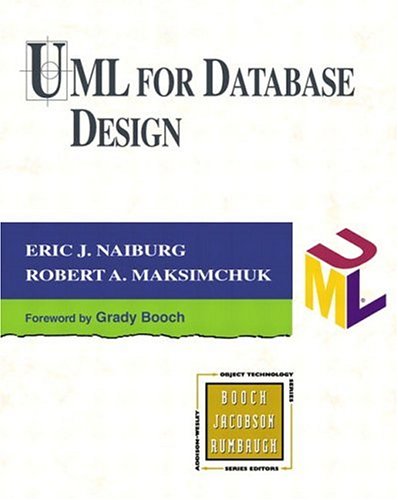 UML FOR DATABASE
DESIGN
ERIC J. NAIBURG
ROBERT A. MAKSIMCHUK
Foreword by Grady Booch
UML
®
ADDISON-WESLEY
OBJECT TECHNOLOGY
SERIES
BOOCH
JACOBSON
RUMBAUGH
SERIES EDITORS